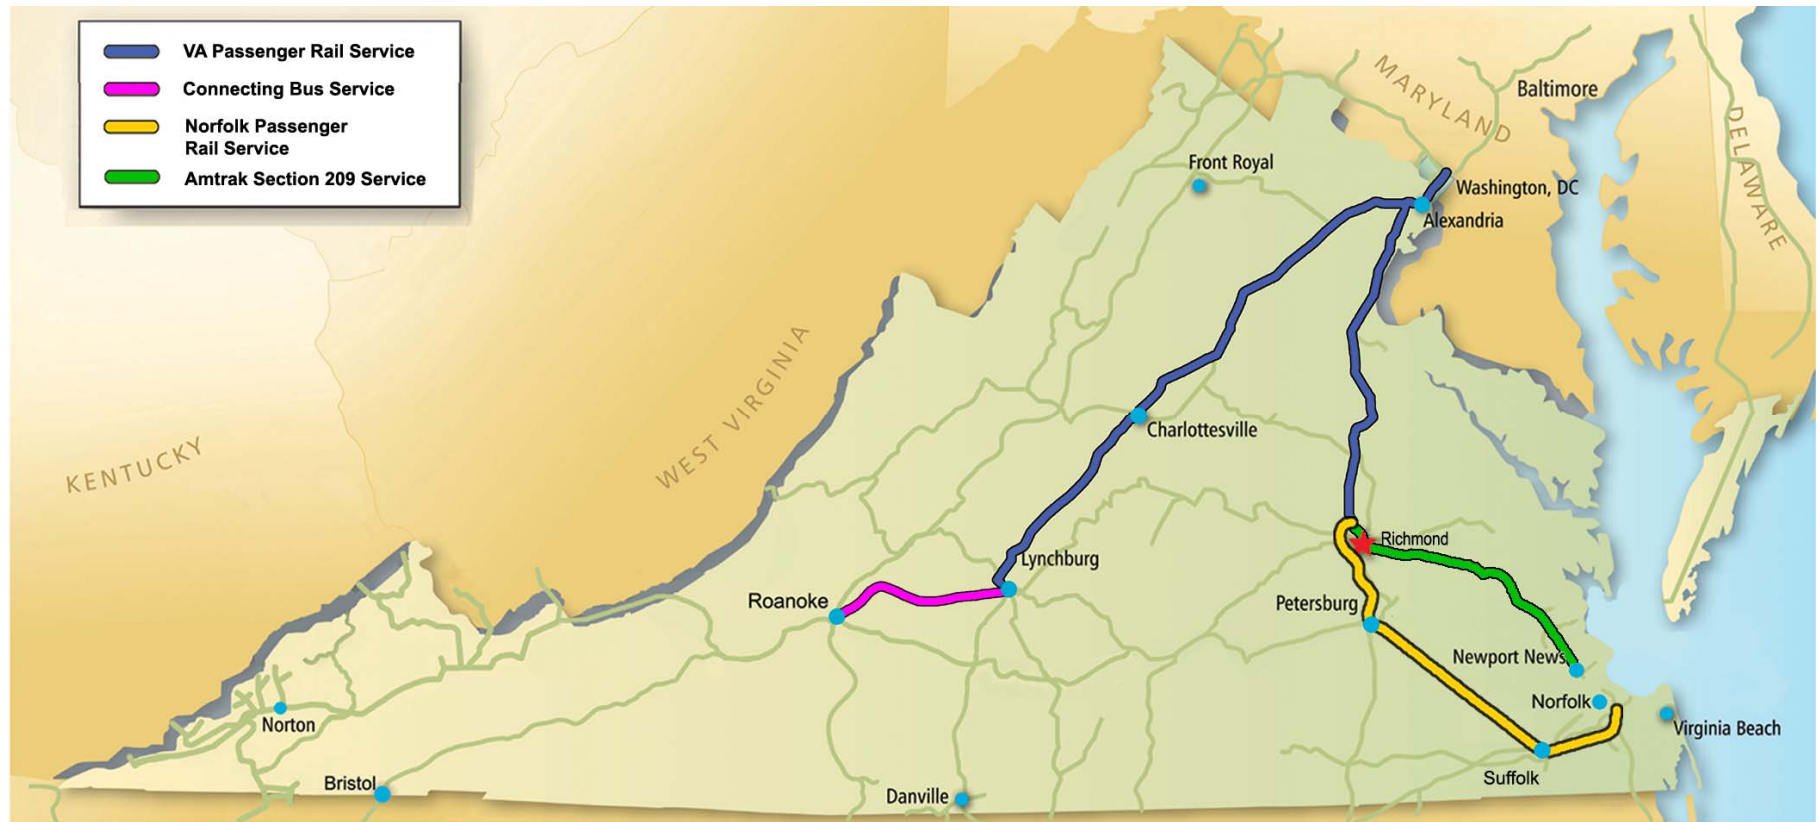 VA Passenger Rail Service
Connecting Bus Service
Norfolk Passenger
Rail Service
Amtrak Section 209 Service
MARYLAND
Baltimore
DELAWARE
Front Royal
Washington, DC
Alexandria
WEST VIRGINIA
KENTUCKY
Charlottesville
Richmond
Lynchburg
Roanoke
Petersburg
Newport News
Norfolk
Virginia Beach
Norton
Suffolk
Bristol
Danville